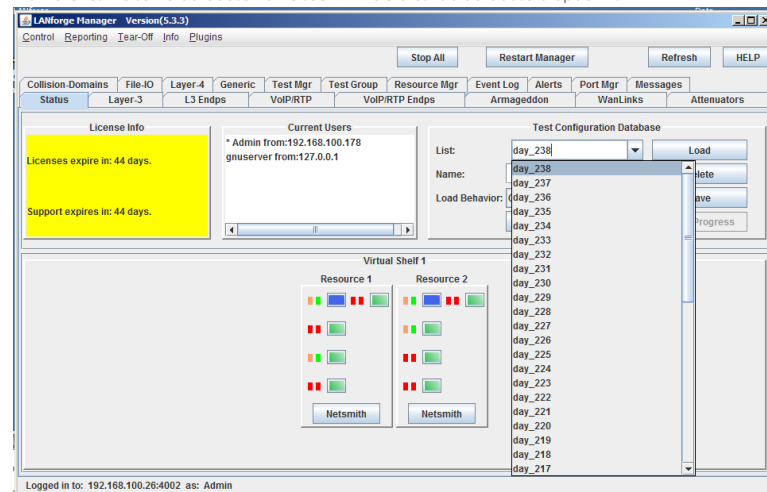 LANforge Manager Version(5.3.3)
Control Reporting Tear-Off Info Plugins
Stop All Restart Manager Refresh HELP
Collision-Domains File-IO Layer-4 Generic Test Mgr Test Group Resource Mgr Event Log Alerts Port Mgr Messages
Status Layer-3 L3 Endps VoIP/RTP VoIP/RTP Endps Armageddon WanLinks Attenuators
License Info
Licenses expire in: 44 days.
Support expires in: 44 days.
Current Users
* Admin from:192.168.100.178
gnuserver from:127.0.0.1
Test Configuration Database
List: day_238 Load
Name: elete
Load Behavior: ave
Progress
day_238
day_237
day_236
day_235
day_234
day_233
day_232
day_231
day_230
day_229
day_228
day_227
day_226
day_225
day_224
day_223
day_222
day_221
day_220
day_219
day_218
day_217
Virtual Shelf 1
Resource 1 Resource 2
Netsmith Netsmith
Logged in to: 192.168.100.26:4002 as: Admin